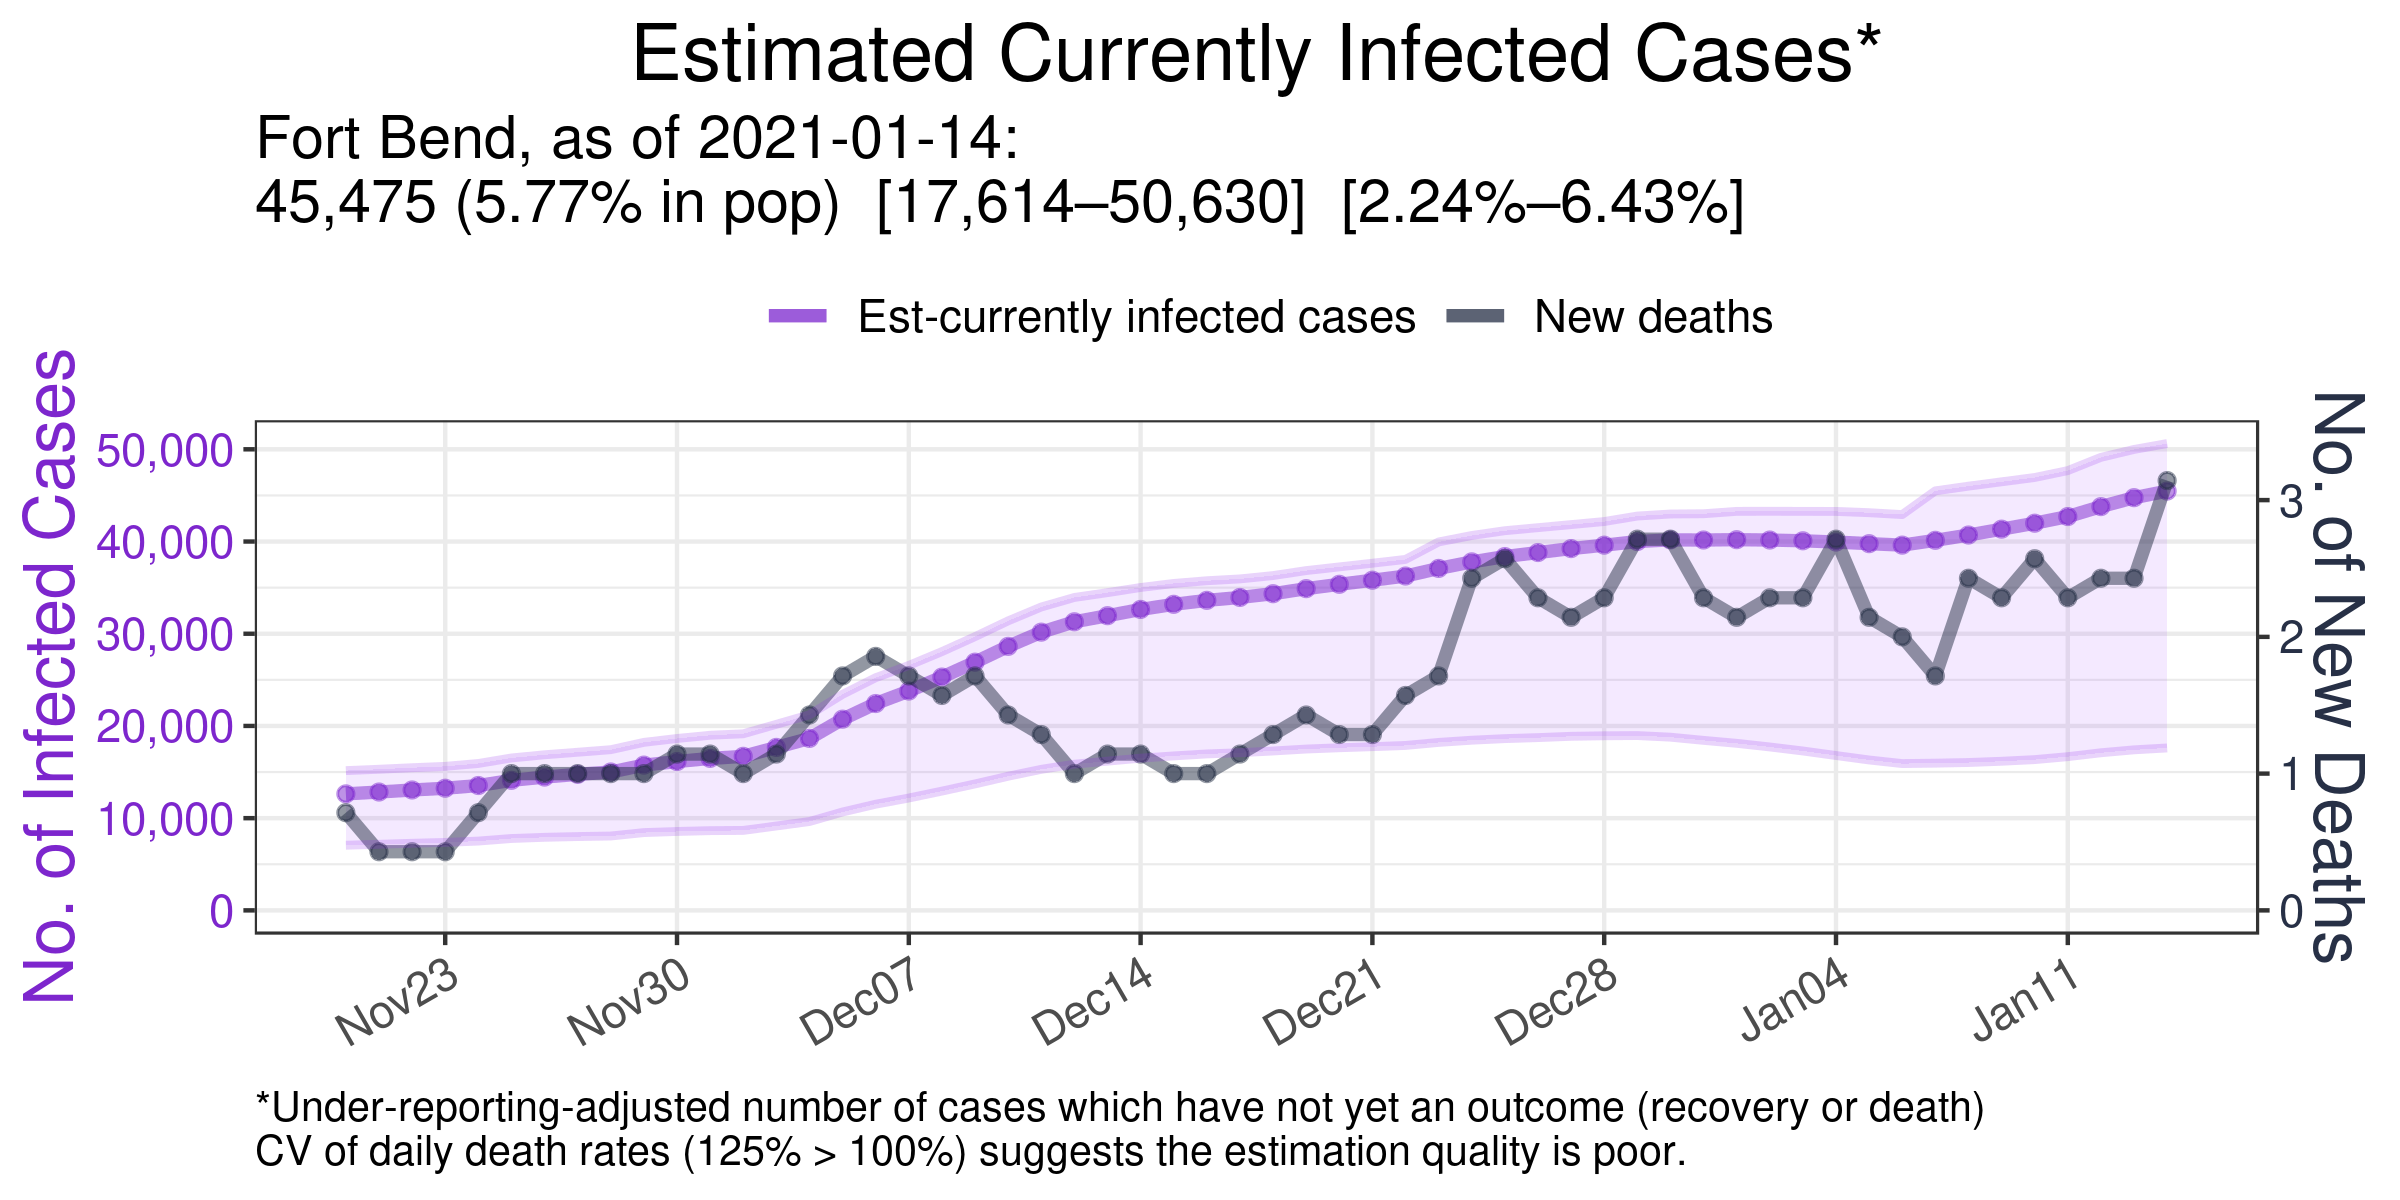 Estimated Currently Infected Cases*
Fort Bend, as of 2021-01-14:
45,475 (5.77% in pop)  [17,614–50,630]  [2.24%–6.43%]
Est-currently infected cases
New deaths
No. of Infected Cases
50,000
40,000
30,000
20,000
10,000
0
No. of New Deaths
3
2
1
0
Nov23
Nov30
Dec07
Dec14
Dec21
Dec28
Jan04
Jan11
*Under-reporting-adjusted number of cases which have not yet an outcome (recovery or death)
CV of daily death rates (125% > 100%) suggests the estimation quality is poor.